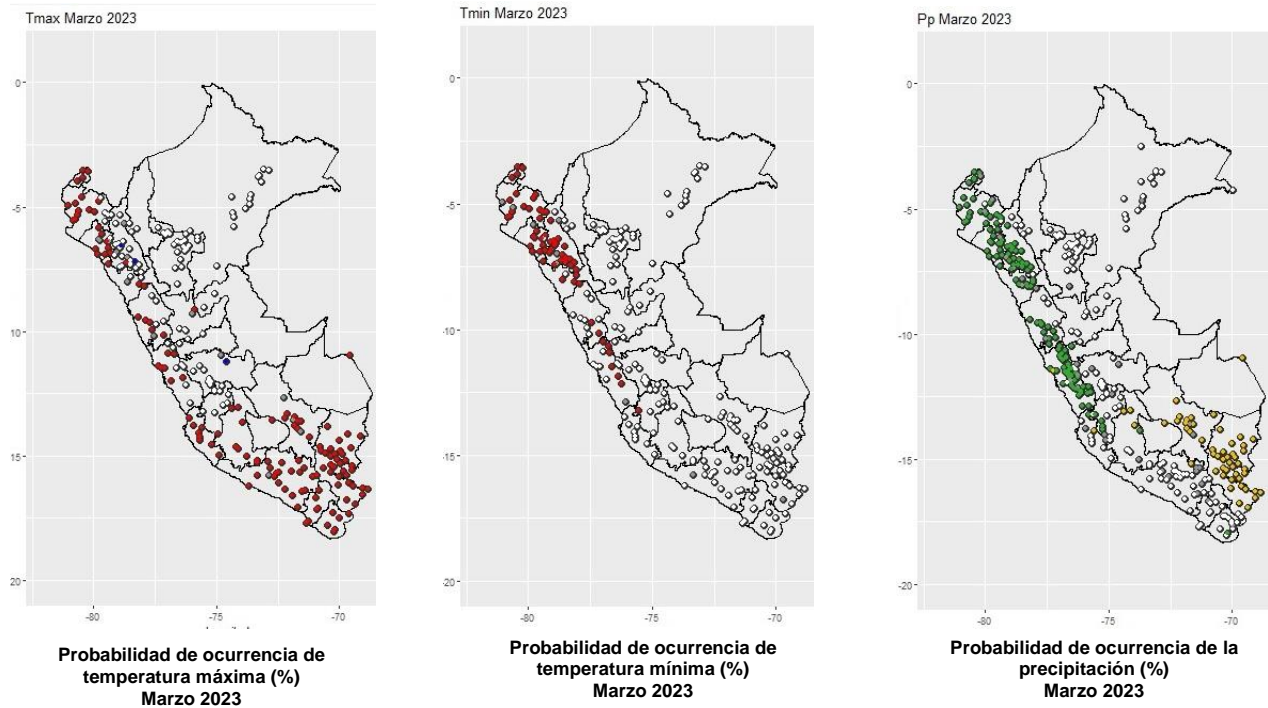 Tmax Marzo 2023
0
-5
-10
-15
-20
-80
-75
-70
Probabilidad de ocurrencia de
temperatura máxima (%)
Marzo 2023
Tmin Marzo 2023
0
-5
-10
-15
-20
-80
-75
-70
Probabilidad de ocurrencia de
temperatura mínima (%)
Marzo 2023
Pp Marzo 2023
0
-5
-10
-15
-20
-80
-75
-70
Probabilidad de ocurrencia de la
precipitación (%)
Marzo 2023